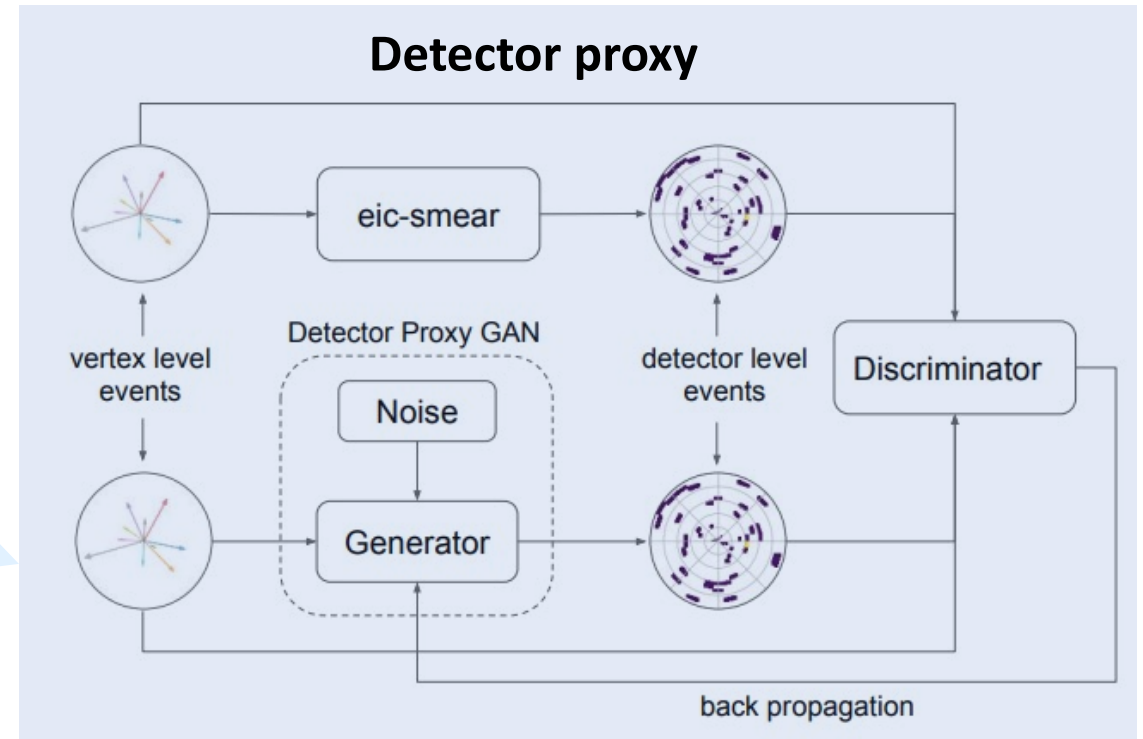 Detector proxy
eic-smear
Detector Proxy GAN
vertex level
events
detector level
events
Discriminator
Noise
Generator
back propagation